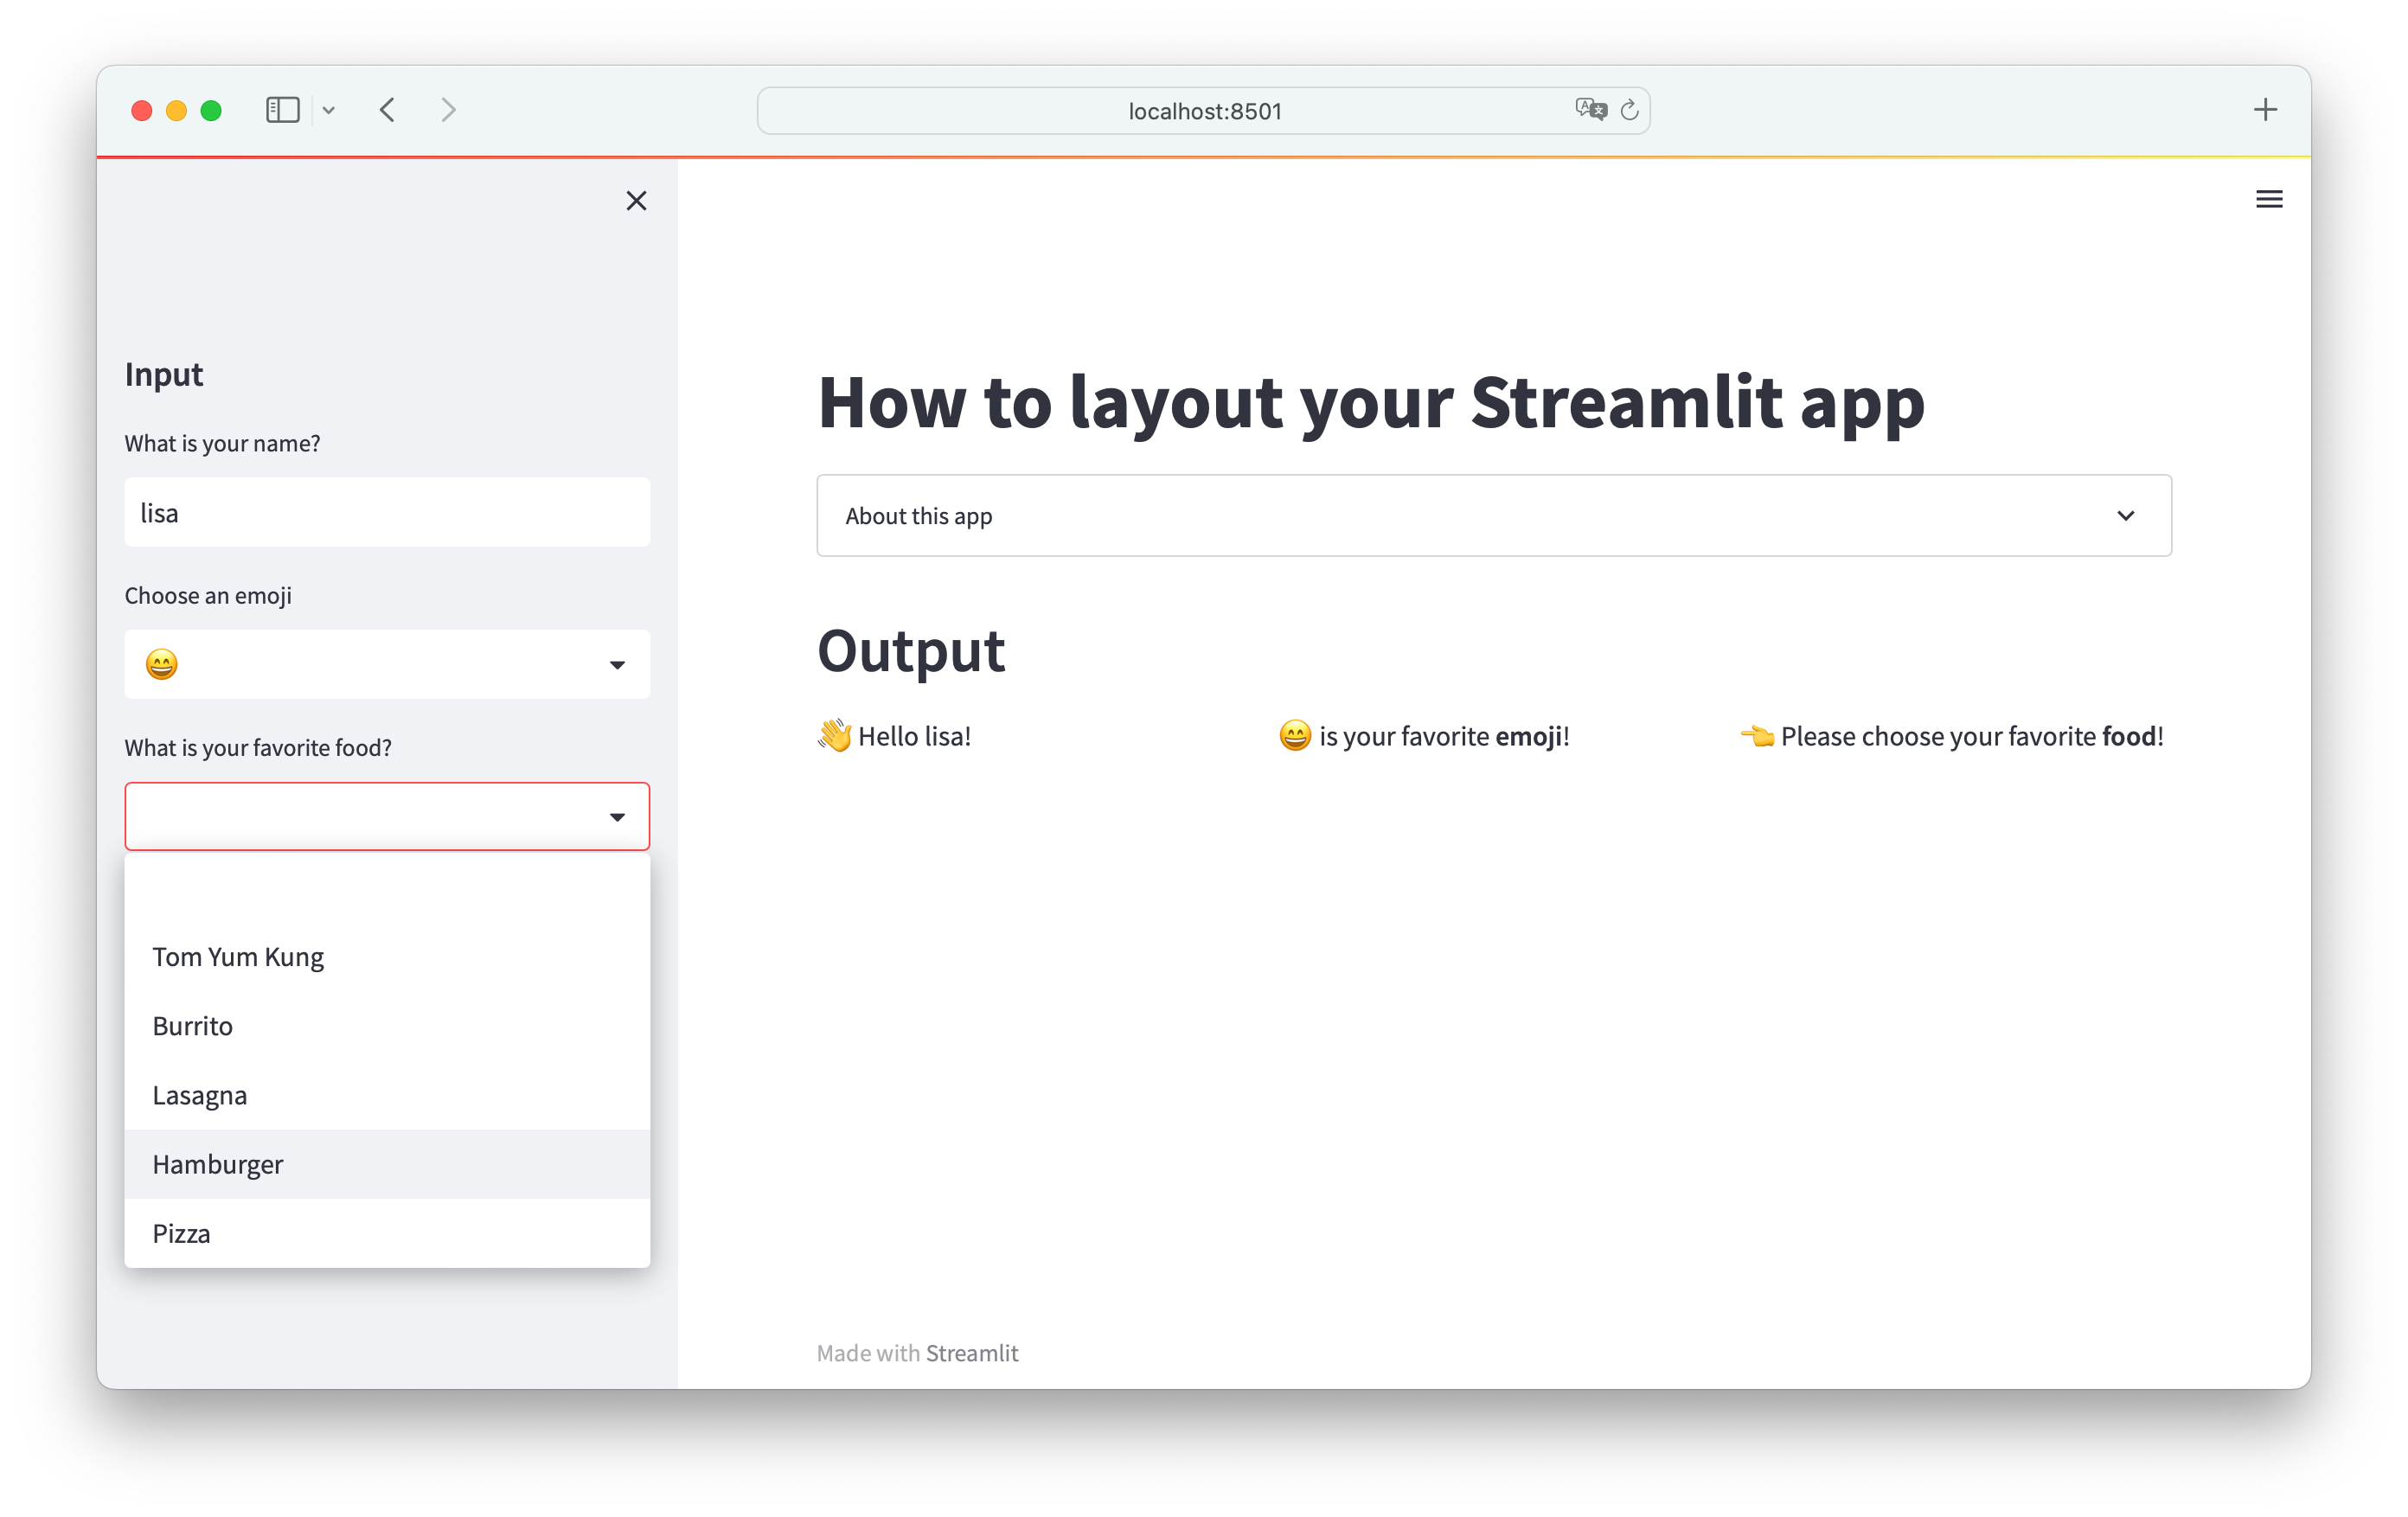 localhost:8501
Input
What is your name?
lisa
Choose an emoji
😄
What is your favorite food?
Tom Yum Kung
Burrito
Lasagna
Hamburger
Pizza
How to layout your Streamlit app
About this app
Output
👋 Hello lisa!
😄 is your favorite emoji!
👈 Please choose your favorite food!
Made with Streamlit